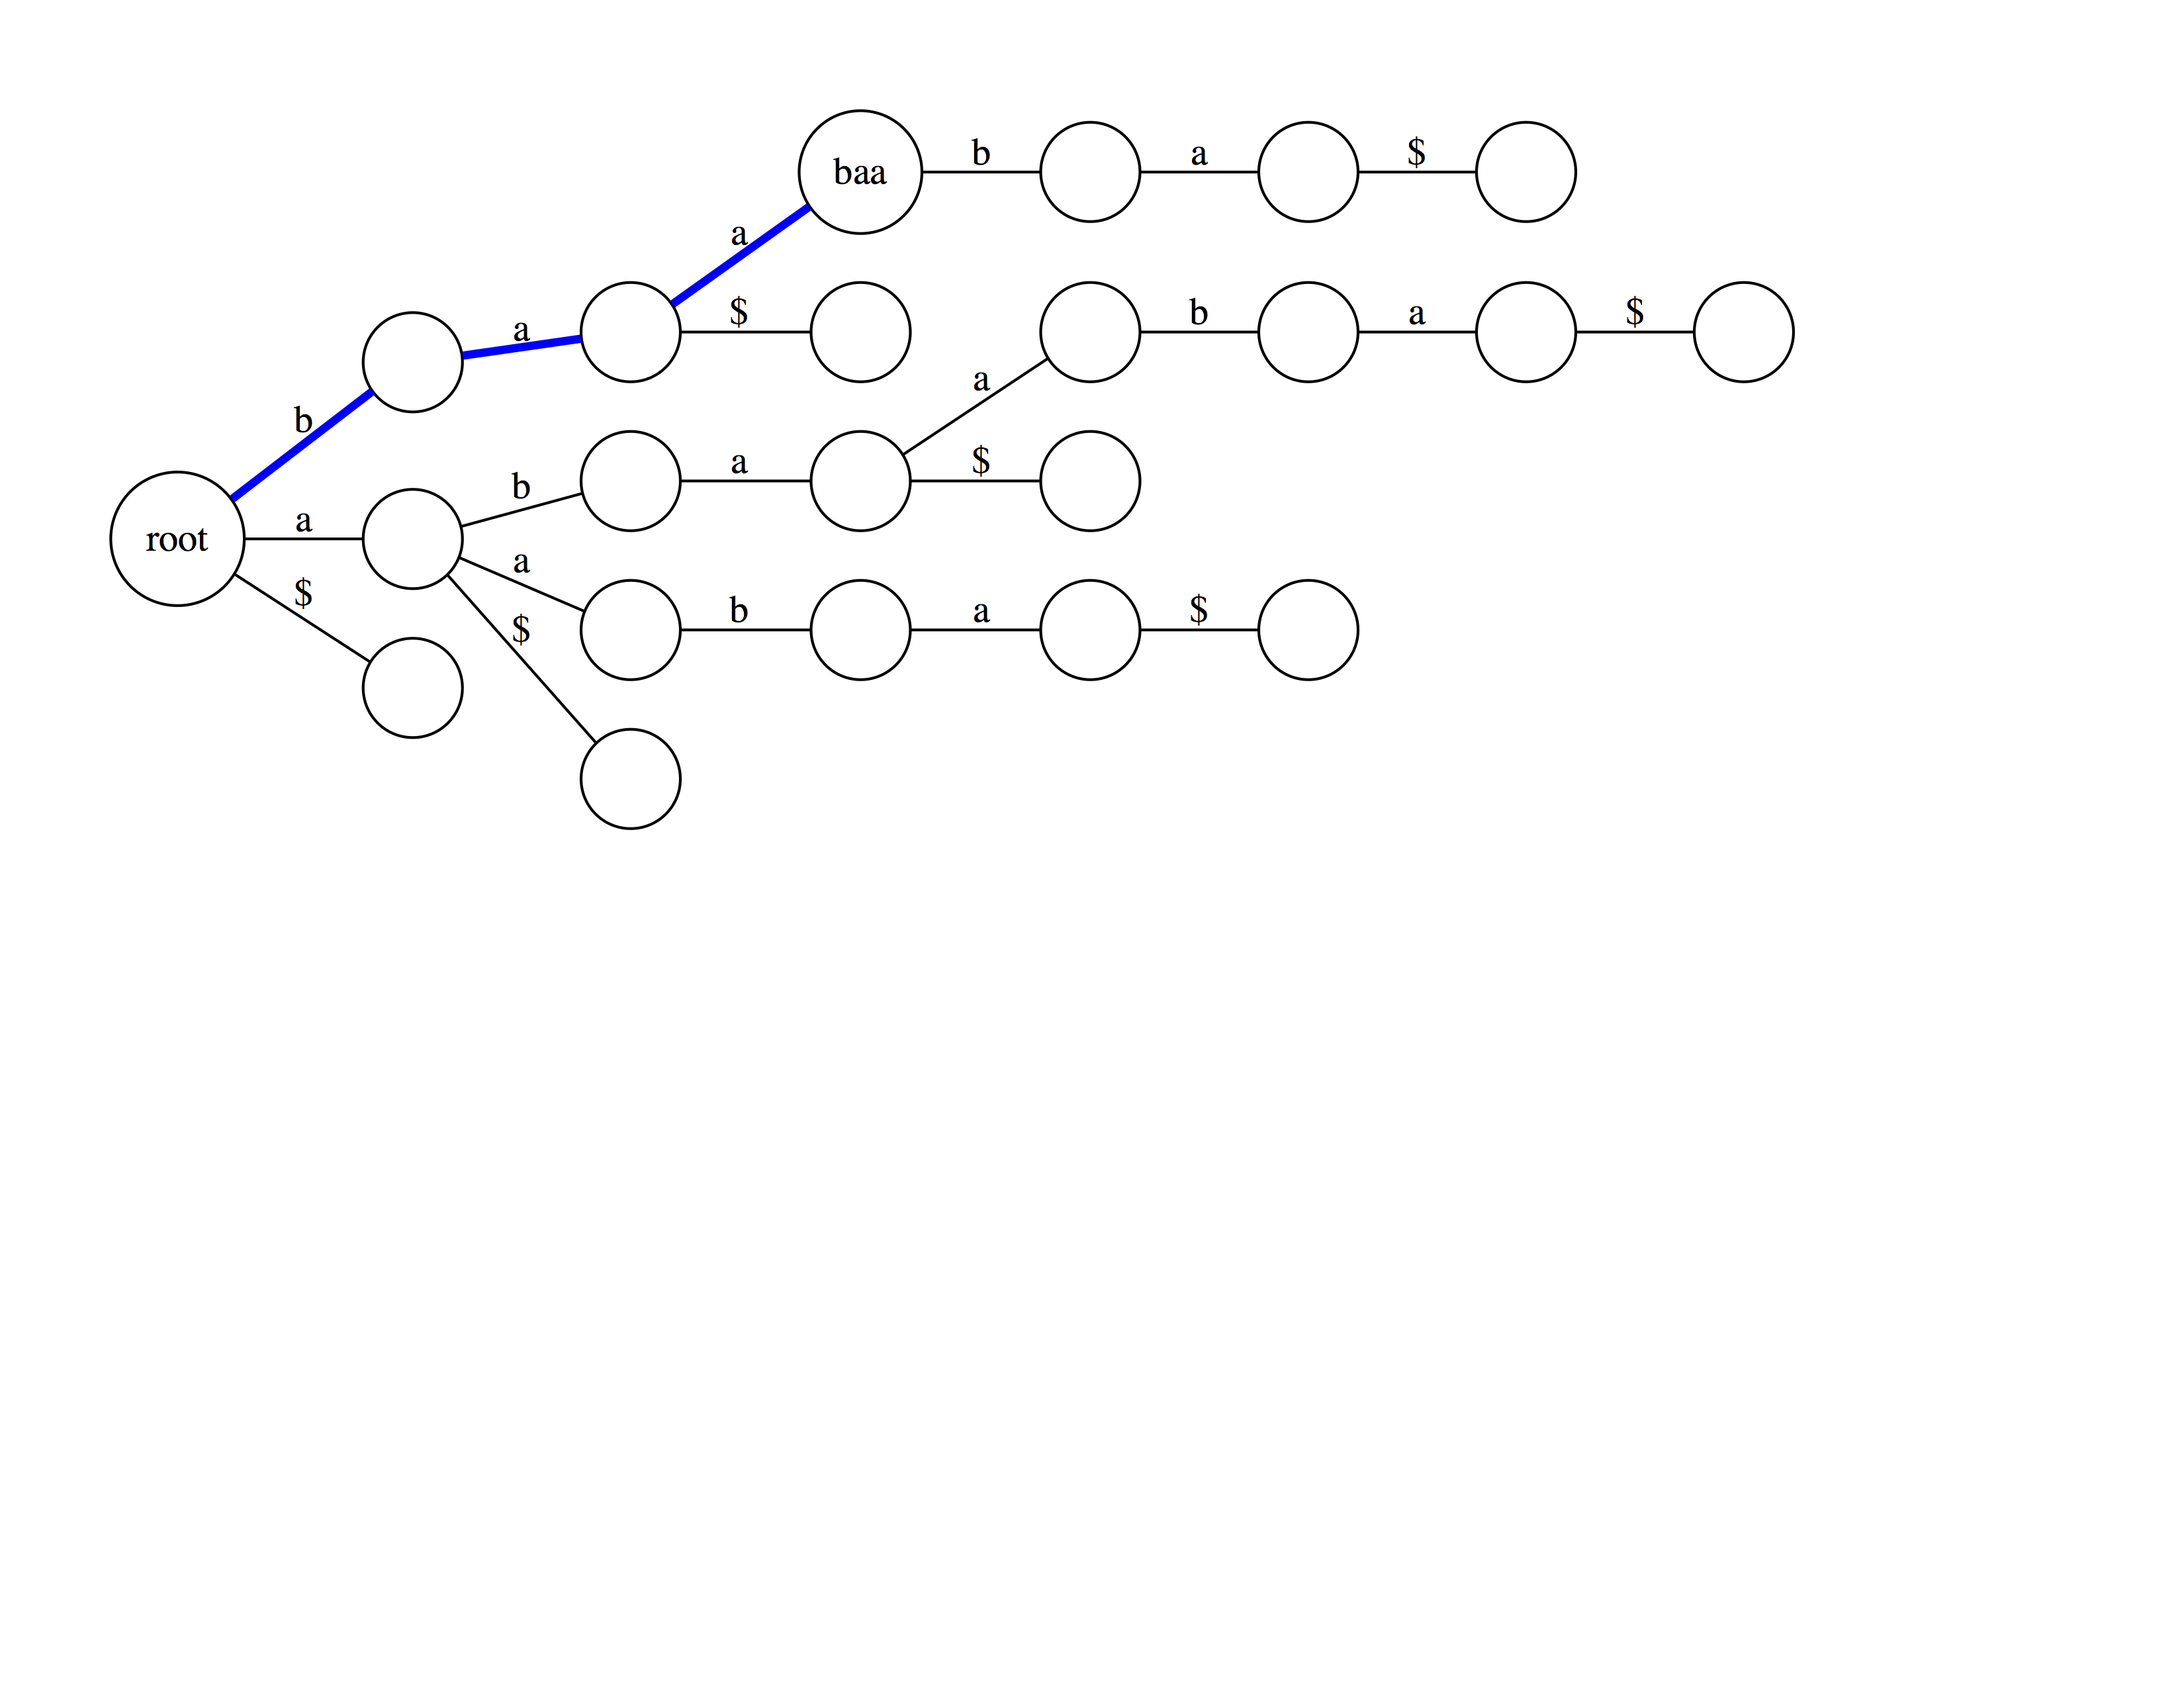 baa b a $
a
a $ b a $
b a
b a $
root a
a b a $
$ $